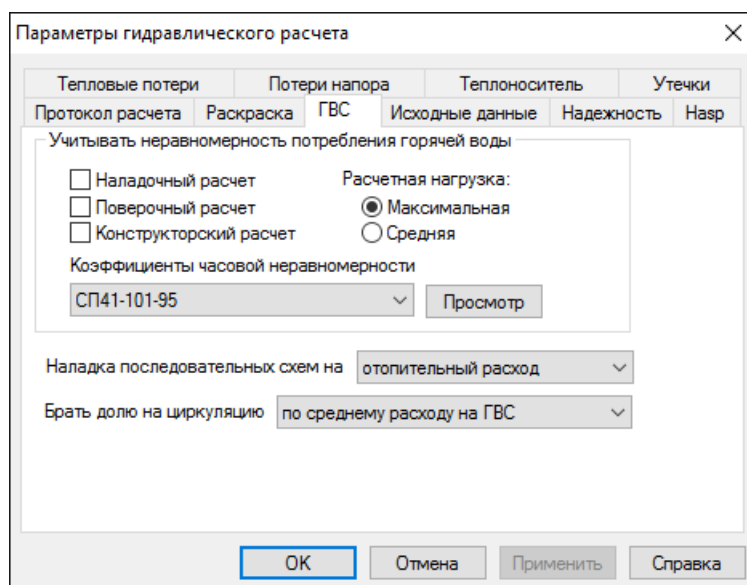 Параметры гидравлического расчета
Тепловые потери Потери напора Теплоноситель Утечки
Протокол расчета Раскраска ГВС Исходные данные Надежность Hasp
Учитывать неравномерность потребления горячей воды
Наладочный расчет Расчетная нагрузка:
Поверочный расчет Максимальная
Конструкторский расчет Средняя
Коэффициенты часовой неравномерности
СП41-101-95 Просмотр
Наладка последовательных схем на отопительный расход
Брать долю на циркуляцию по среднему расходу на ГВС
OK Отмена Применить Справка